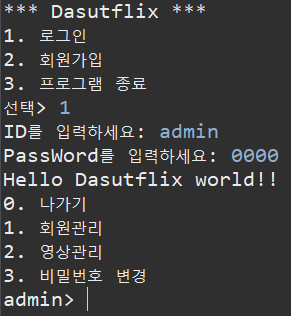 *** Dasutflix ***
1. 로그인
2. 회원가입
3. 프로그램 종료
선택> 1
ID를 입력하세요: admin
PassWord를 입력하세요: 0000
Hello Dasutflix world!!
0. 나가기
1. 회원관리
2. 영상관리
3. 비밀번호 변경
admin>